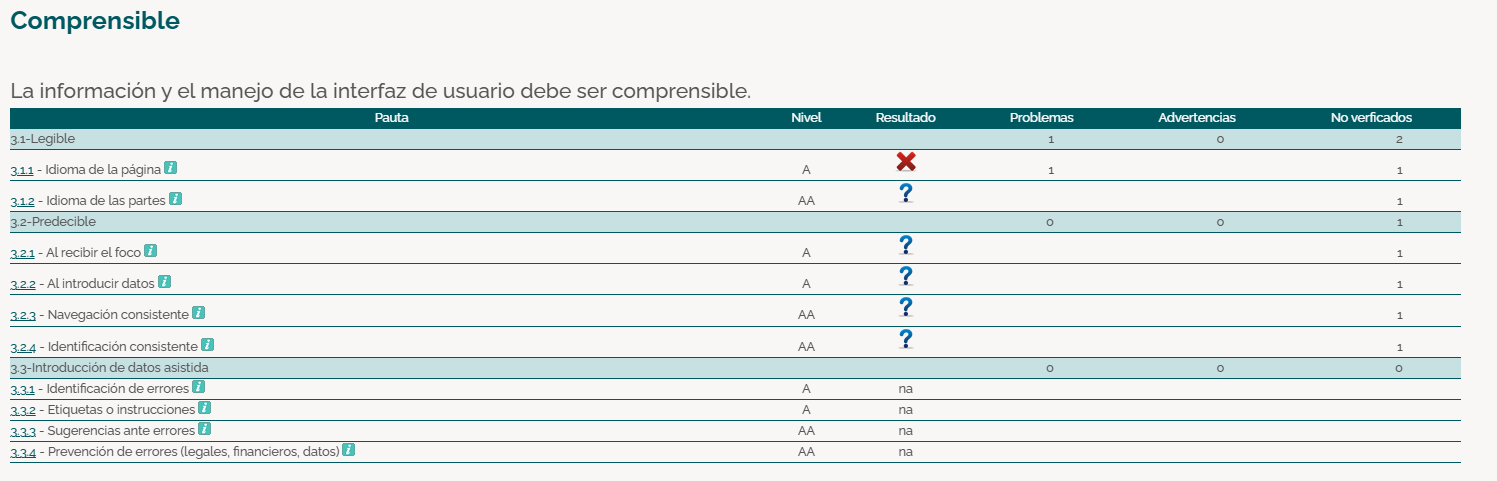 Comprensible
La información y el manejo de la interfaz de usuario debe ser comprensible.
Pauta Nivel Resultado Problemas Advertencias No verficados
3.1-Legible 1 0 2
3.1.1 - Idioma de la página i A 1 1
3.1.2 - Idioma de las partes i AA ? 1
3.2-Predecible 0 0 1
3.2.1 - Al recibir el foco i A ? 1
3.2.2 - Al introducir datos i A ? 1
3.2.3 - Navegación consistente i AA ? 1
3.2.4 - Identificación consistente i AA ? 1
3.3-Introducción de datos asistida 0 0 0
3.3.1 - Identificación de errores i A na
3.3.2 - Etiquetas o instrucciones i A na
3.3.3 - Sugerencias ante errores i AA na
3.3.4 - Prevención de errores (legales, financieros, datos) i AA na